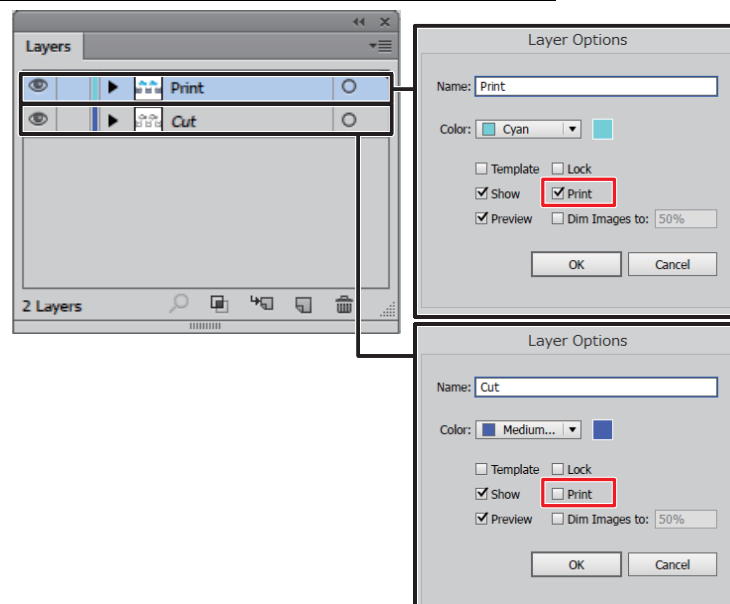 Layers
Print
Cut
2 Layers
Layer Options
Name: Print
Color: Cyan
Template Lock
Show Print
Preview Dim Images to: 50%
OK Cancel
Layer Options
Name: Cut
Color: Medium...
Template Lock
Show Print
Preview Dim Images to: 50%
OK Cancel